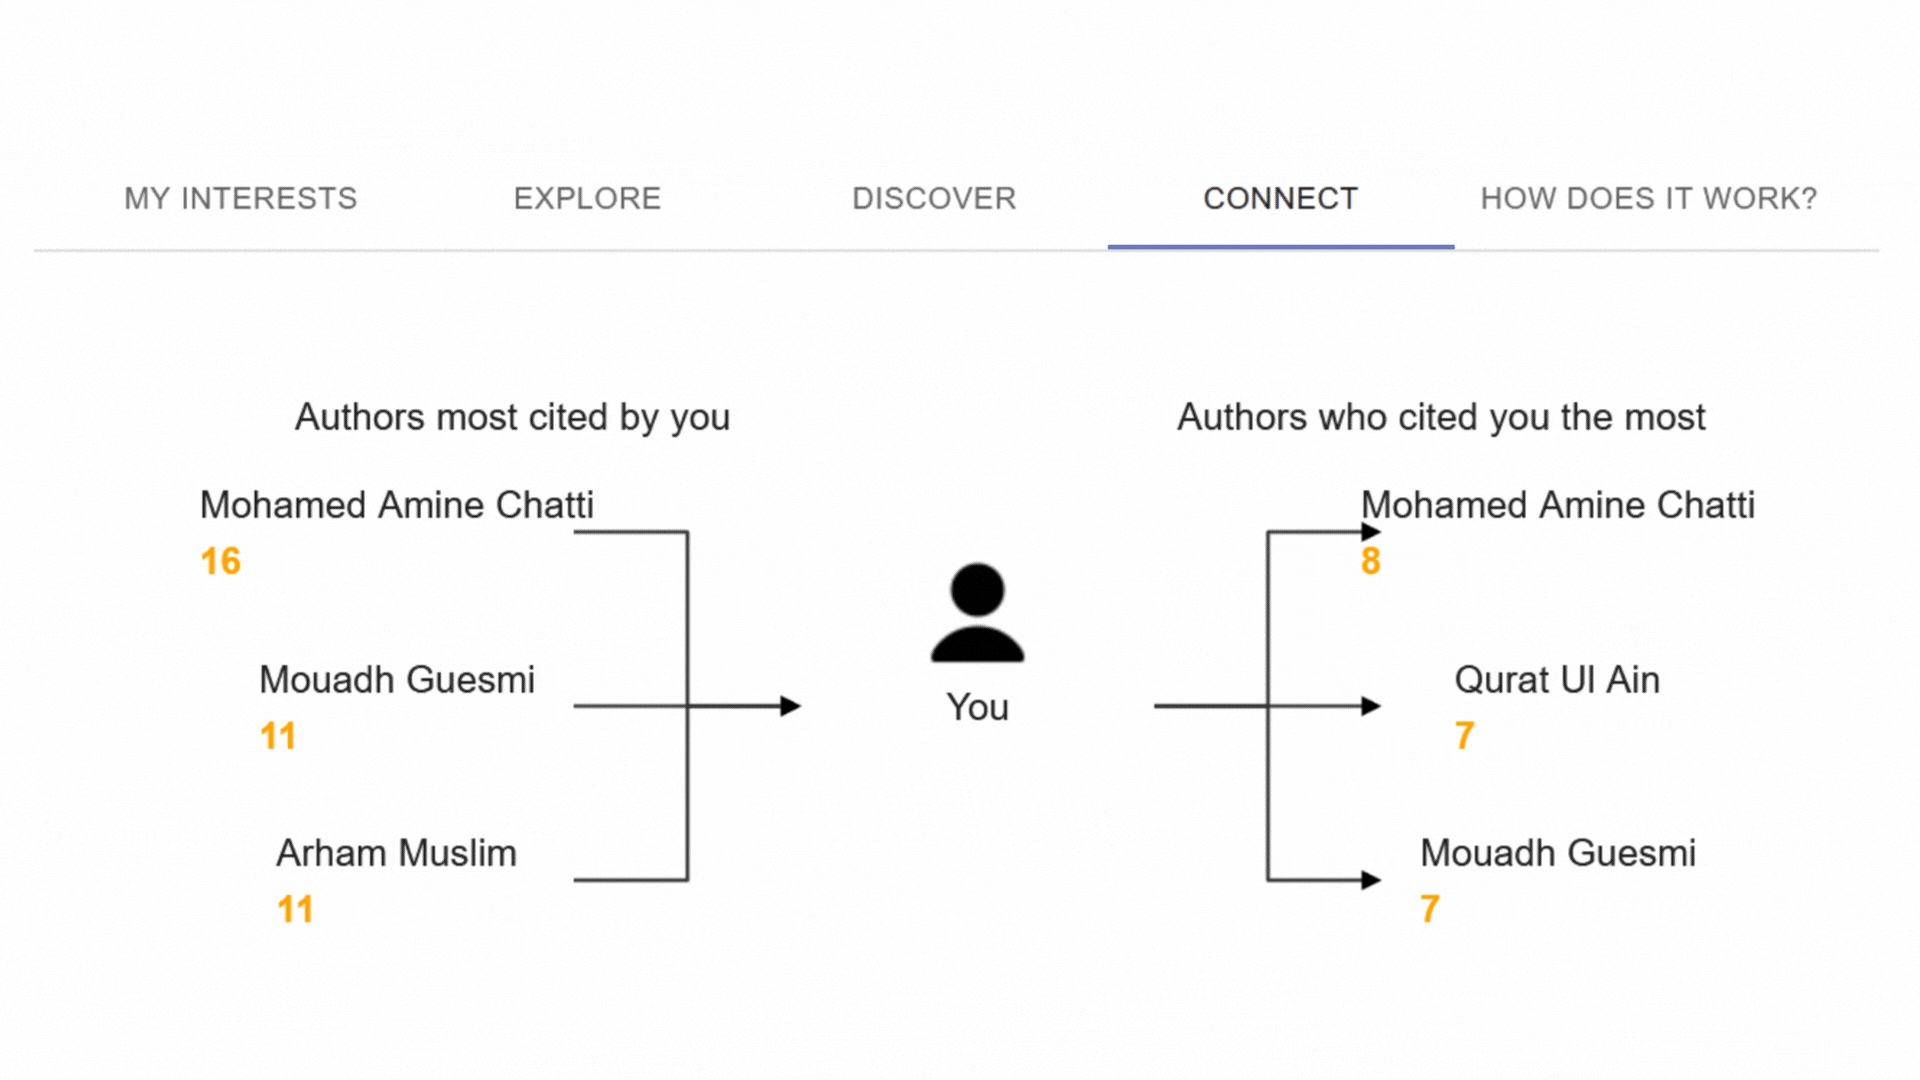 MY INTERESTS EXPLORE DISCOVER CONNECT HOW DOES IT WORK?
Authors most cited by you
Mohamed Amine Chatti
16
Mouadh Guesmi
11
Arham Muslim
11
You
Authors who cited you the most
Mohamed Amine Chatti
8
Qurat Ul Ain
7
Mouadh Guesmi
7